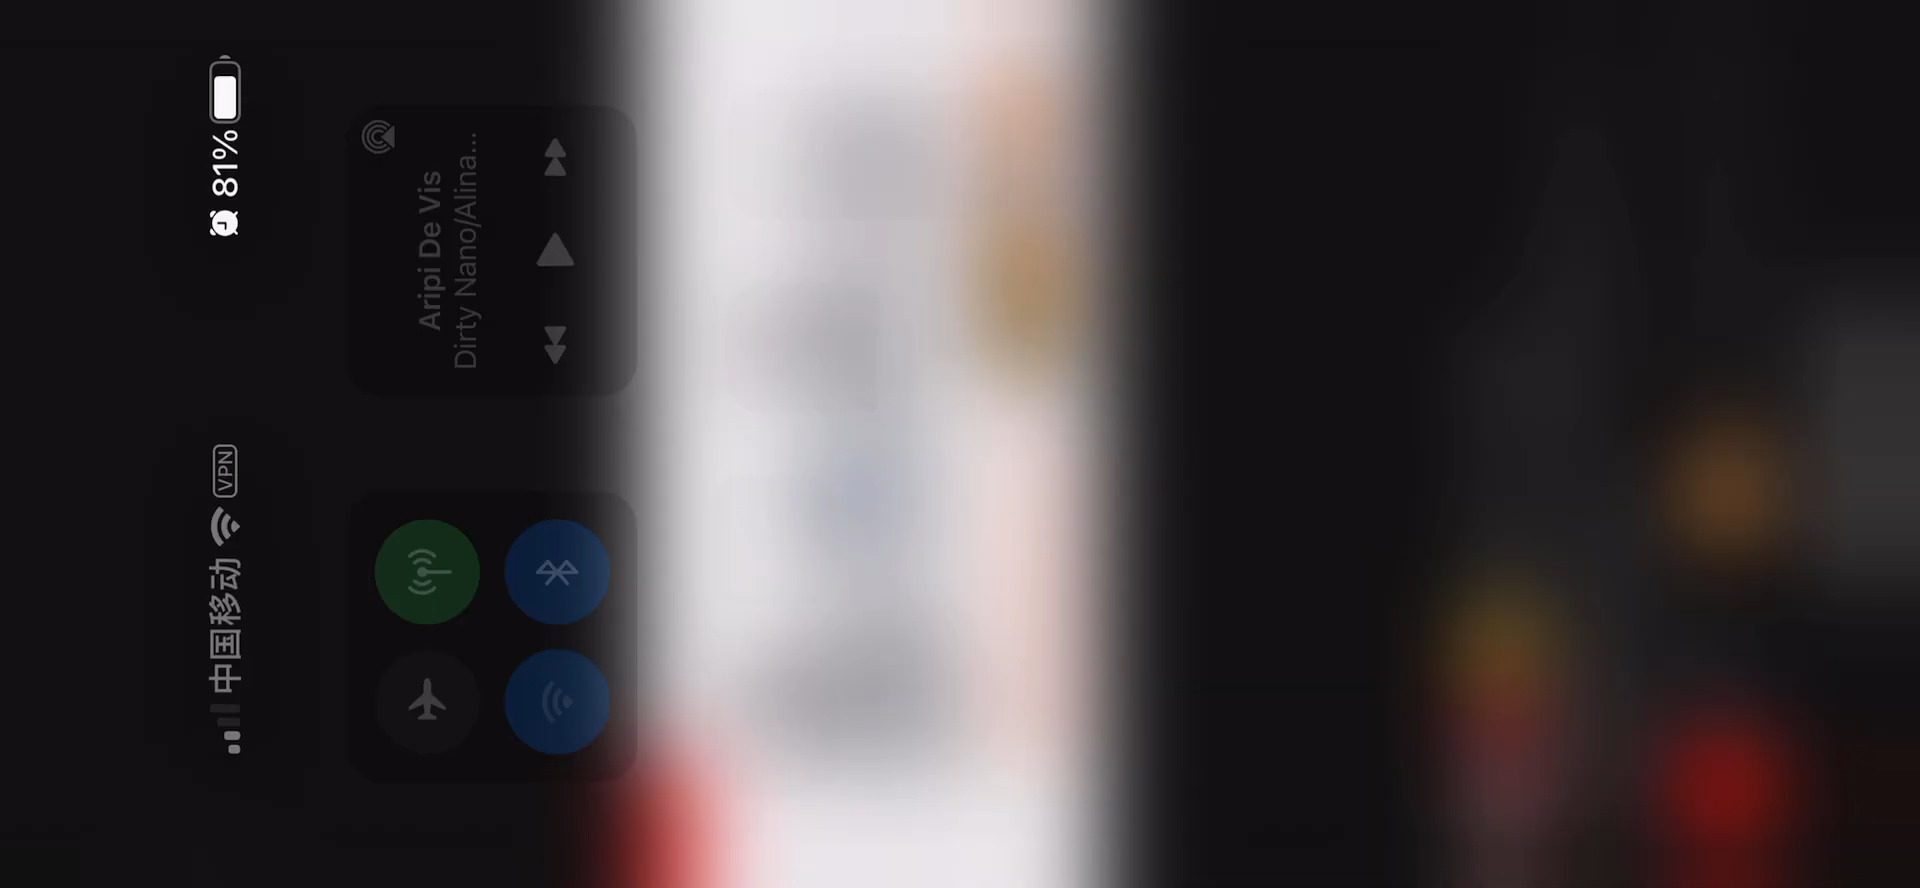 中国移动 VPN 81%
Aripi De Vis
Dirty Nano/Alina...